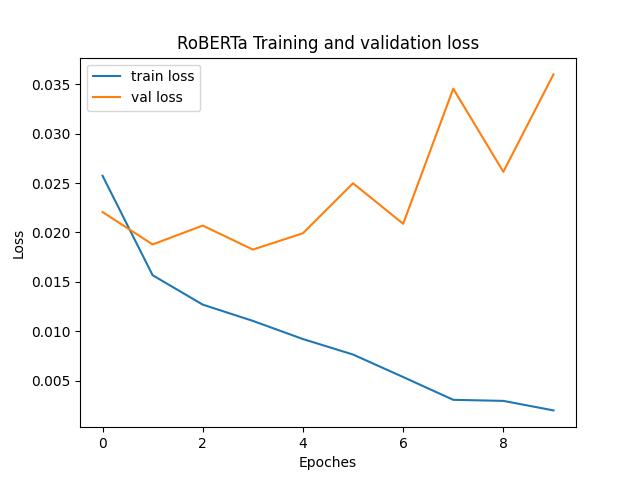 RoBERTa Training and validation loss
train loss
val loss
0.035
0.030
0.025
0.020
0.015
0.010
0.005
Loss
0 2 4 6 8
Epoches